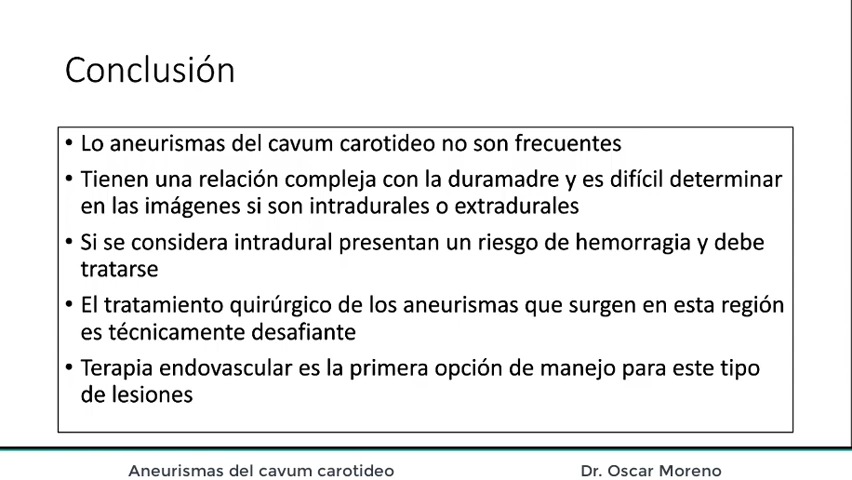 Conclusión
• Lo aneurismas del cavum carotideo no son frecuentes
• Tienen una relación compleja con la duramadre y es difícil determinar
en las imágenes si son intradurales o extradurales
• Si se considera intradural presentan un riesgo de hemorragia y debe
tratarse
• El tratamiento quirúrgico de los aneurismas que surgen en esta región
es técnicamente desafiante
• Terapia endovascular es la primera opción de manejo para este tipo
de lesiones
Aneurismas del cavum carotideo
Dr. Oscar Moreno